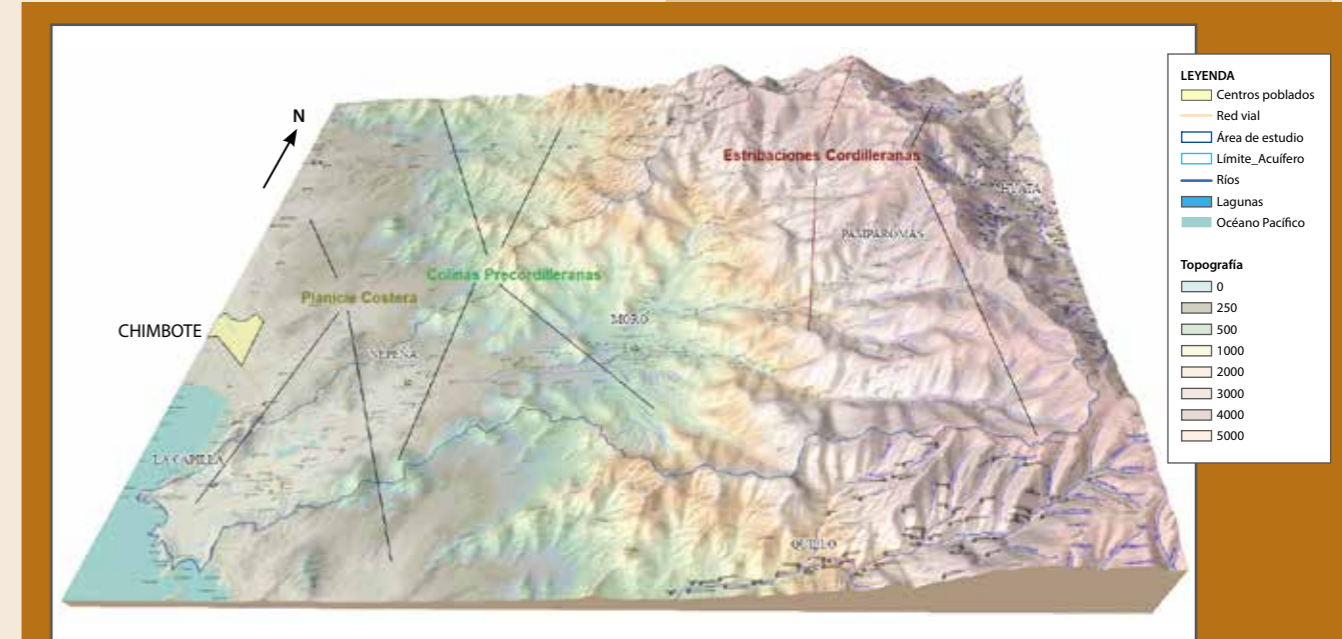 N
Estribaciones Cordilleranas
HUATA
PAMPAROMAS
Colinas Precordilleranas
Planicie Costera
MORO
CHIMBOTE
NEPEÑA
LA CAPILLA
QUILLO
LEYENDA
Centros poblados
Red vial
Área de estudio
Límite_Acuífero
Ríos
Lagunas
Océano Pacífico
Topografía
0
250
500
1000
2000
3000
4000
5000